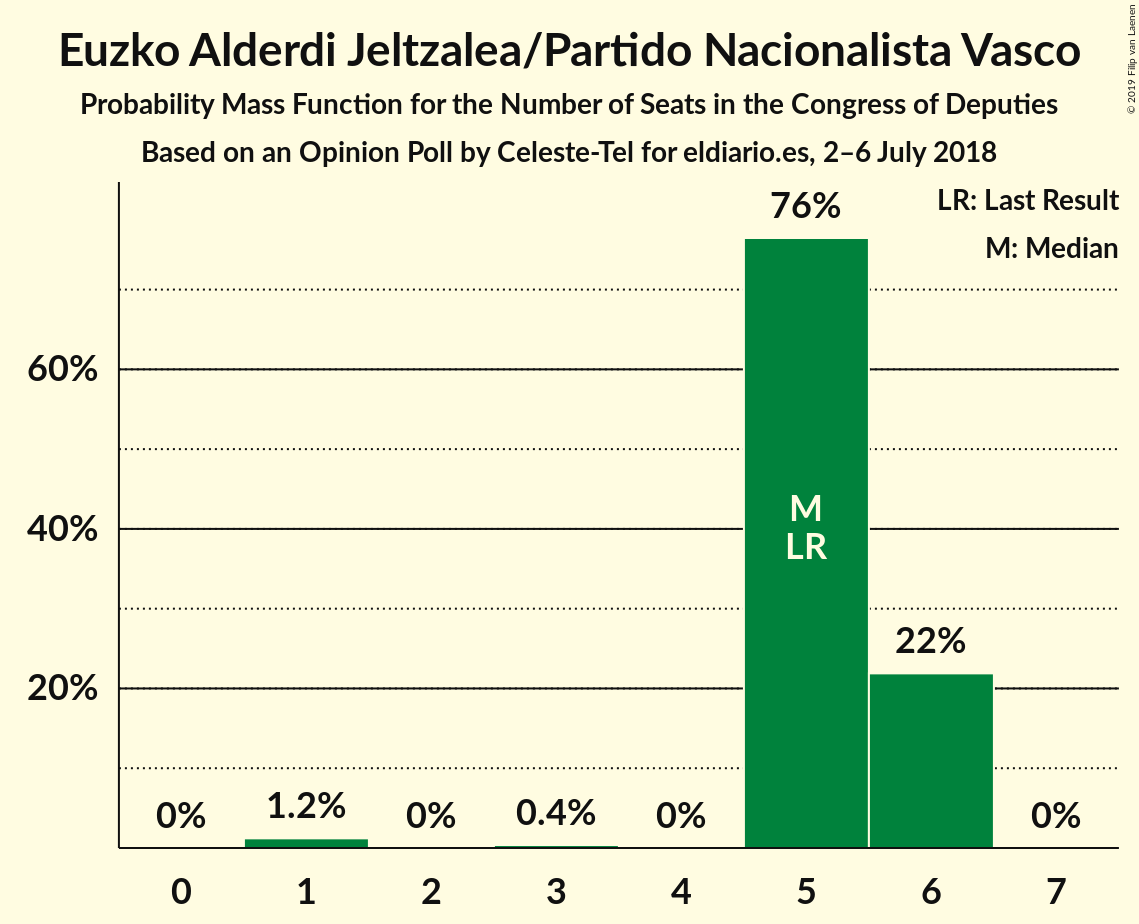 Euzko Alderdi Jeltzalea/Partido Nacionalista Vasco
Probability Mass Function for the Number of Seats in the Congress of Deputies
Based on an Opinion Poll by Celeste-Tel for eldiario.es, 2–6 July 2018
© 2019 Filip van Laenen
LR: Last Result
M: Median
76%
60%
M
40%
LR
22%
20%
0% 1.2% 0% 0.4% 0% 0%
0 1 2 3 4 5 6 7